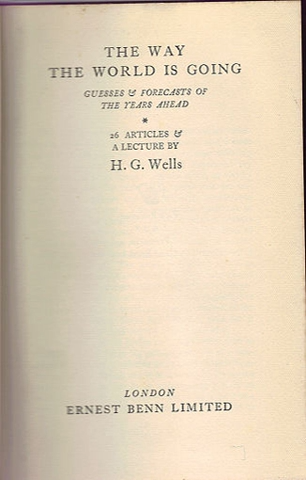 THE WAY
THE WORLD IS GOING
GUESSES & FORECASTS OF
THE YEARS AHEAD
*
26 ARTICLES &
A LECTURE BY
H. G. Wells
LONDON
ERNEST BENN LIMITED